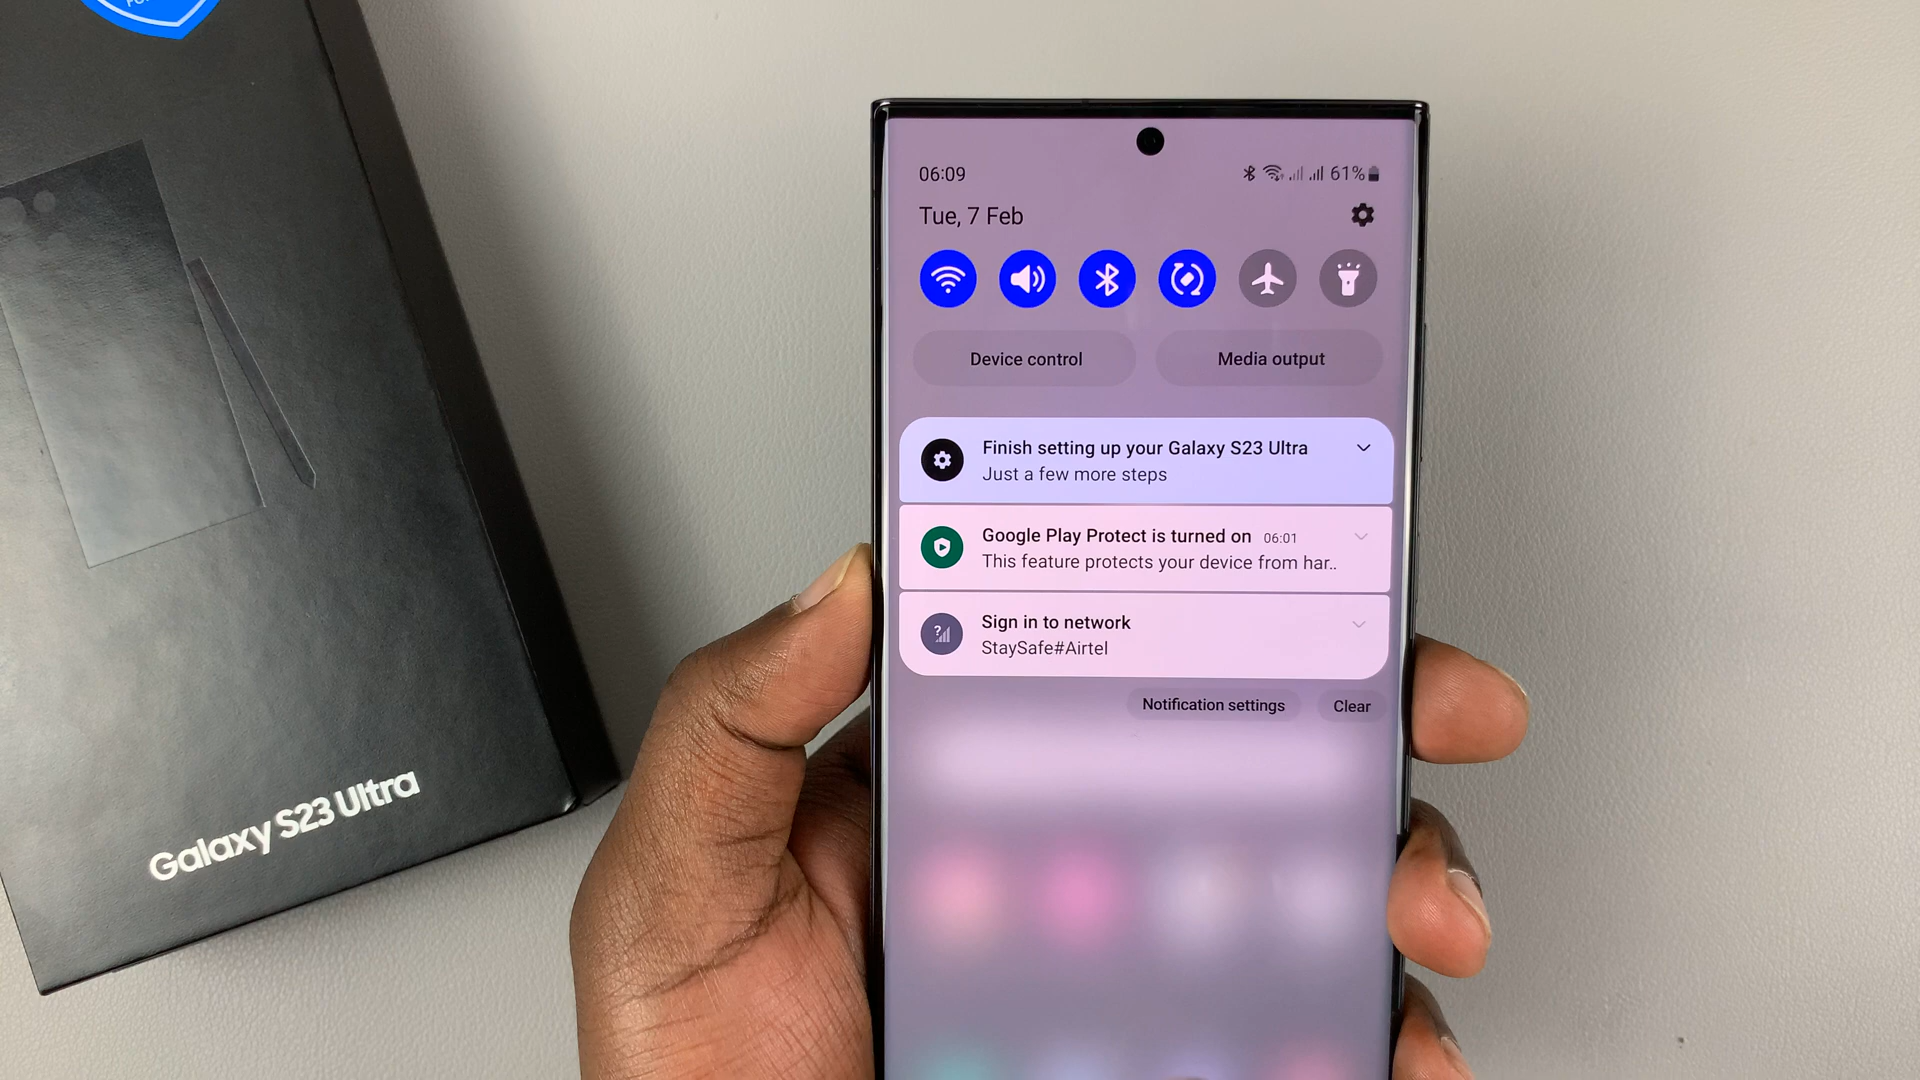 06:09
61%
Tue, 7 Feb
Device control
Media output
Finish setting up your Galaxy S23 Ultra
Just a few more steps
Google Play Protect is turned on 06:01
This feature protects your device from har..
Sign in to network
StaySafe#Airtel
Notification settings
Clear
Galaxy S23 Ultra